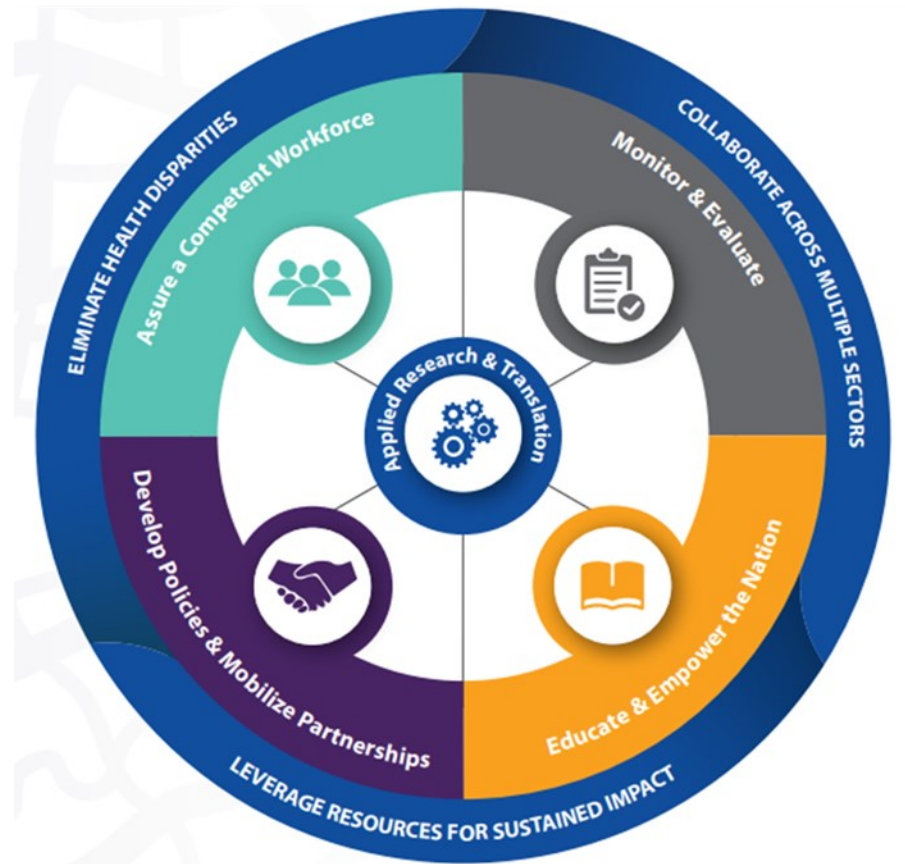 ELIMINATE HEALTH DISPARITIES
COLLABORATE ACROSS MULTIPLE SECTORS
LEVERAGE RESOURCES FOR SUSTAINED IMPACT
Assure a Competent Workforce
Monitor & Evaluate
Educate & Empower the Nation
Develop Policies & Mobilize Partnerships
Applied Research & Translation